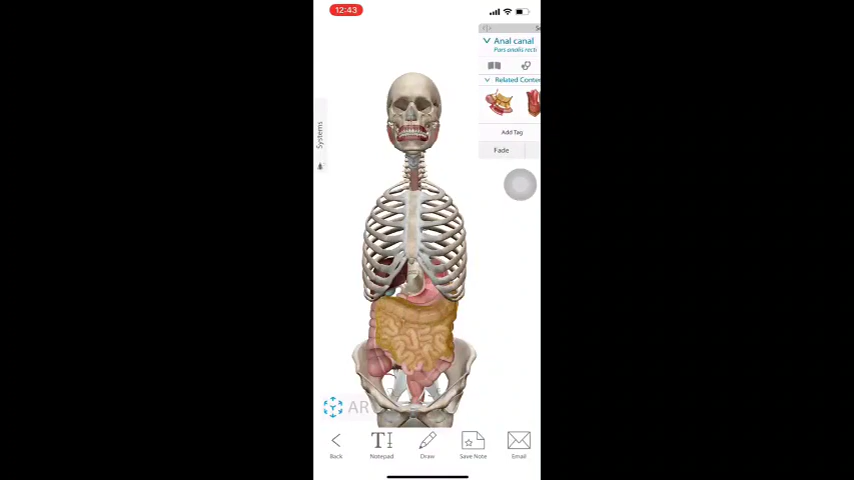 12:43
Anal canal
Pars analis recti
Related Conte
Add Tag
Fade
Systems
AR
Back
Notepad
Draw
Save Note
Email